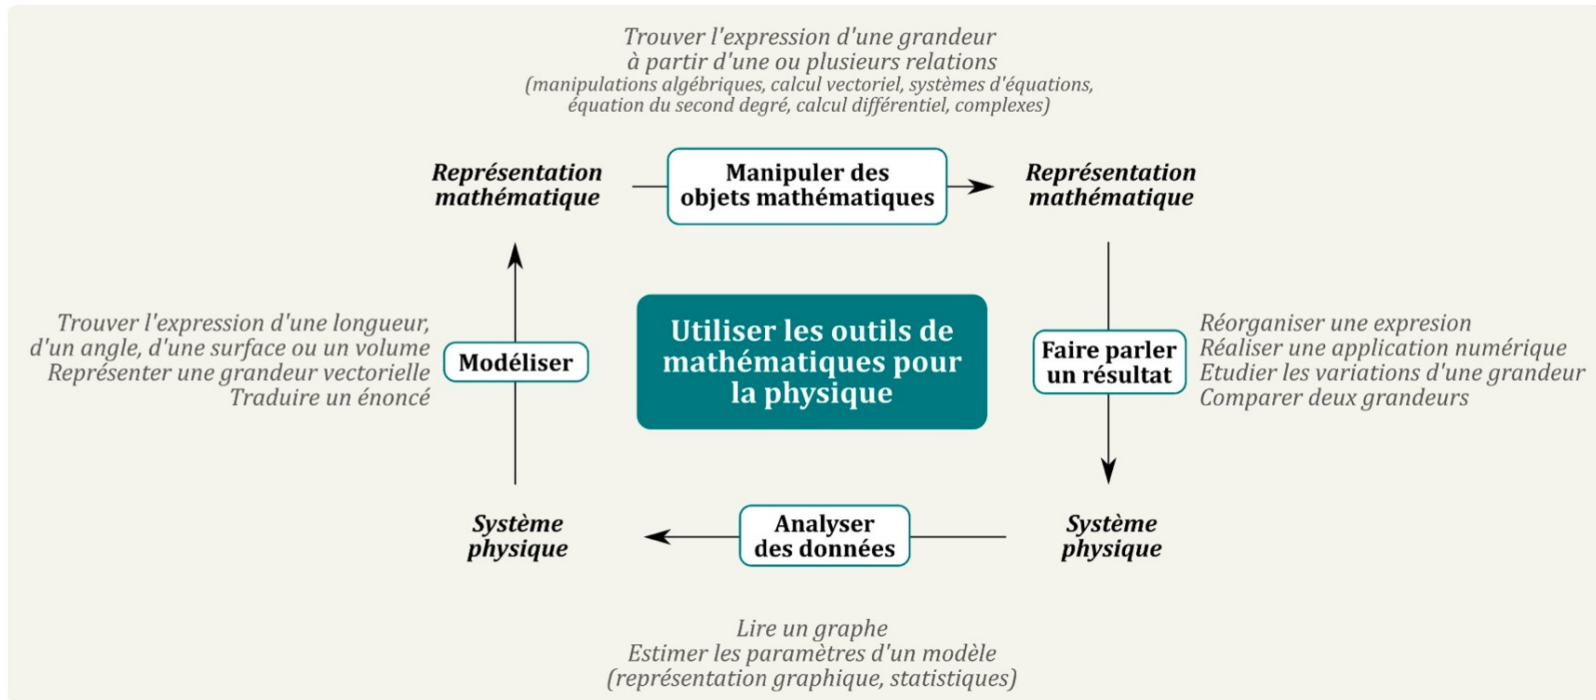 Trouver l'expression d'une grandeur
à partir d'une ou plusieurs relations
(manipulations algébriques, calcul vectoriel, systèmes d'équations,
équation du second degré, calcul différentiel, complexes)
Représentation
mathématique
Manipuler des
objets mathématiques
Représentation
mathématique
Trouver l'expression d'une longueur,
d'un angle, d'une surface ou un volume
Représenter une grandeur vectorielle
Traduire un énoncé
Modéliser
Utiliser les outils de
mathématiques pour
la physique
Faire parler
un résultat
Réorganiser une expresion
Réaliser une application numérique
Etudier les variations d'une grandeur
Comparer deux grandeurs
Système
physique
Analyser
des données
Système
physique
Lire un graphe
Estimer les paramètres d'un modèle
(représentation graphique, statistiques)